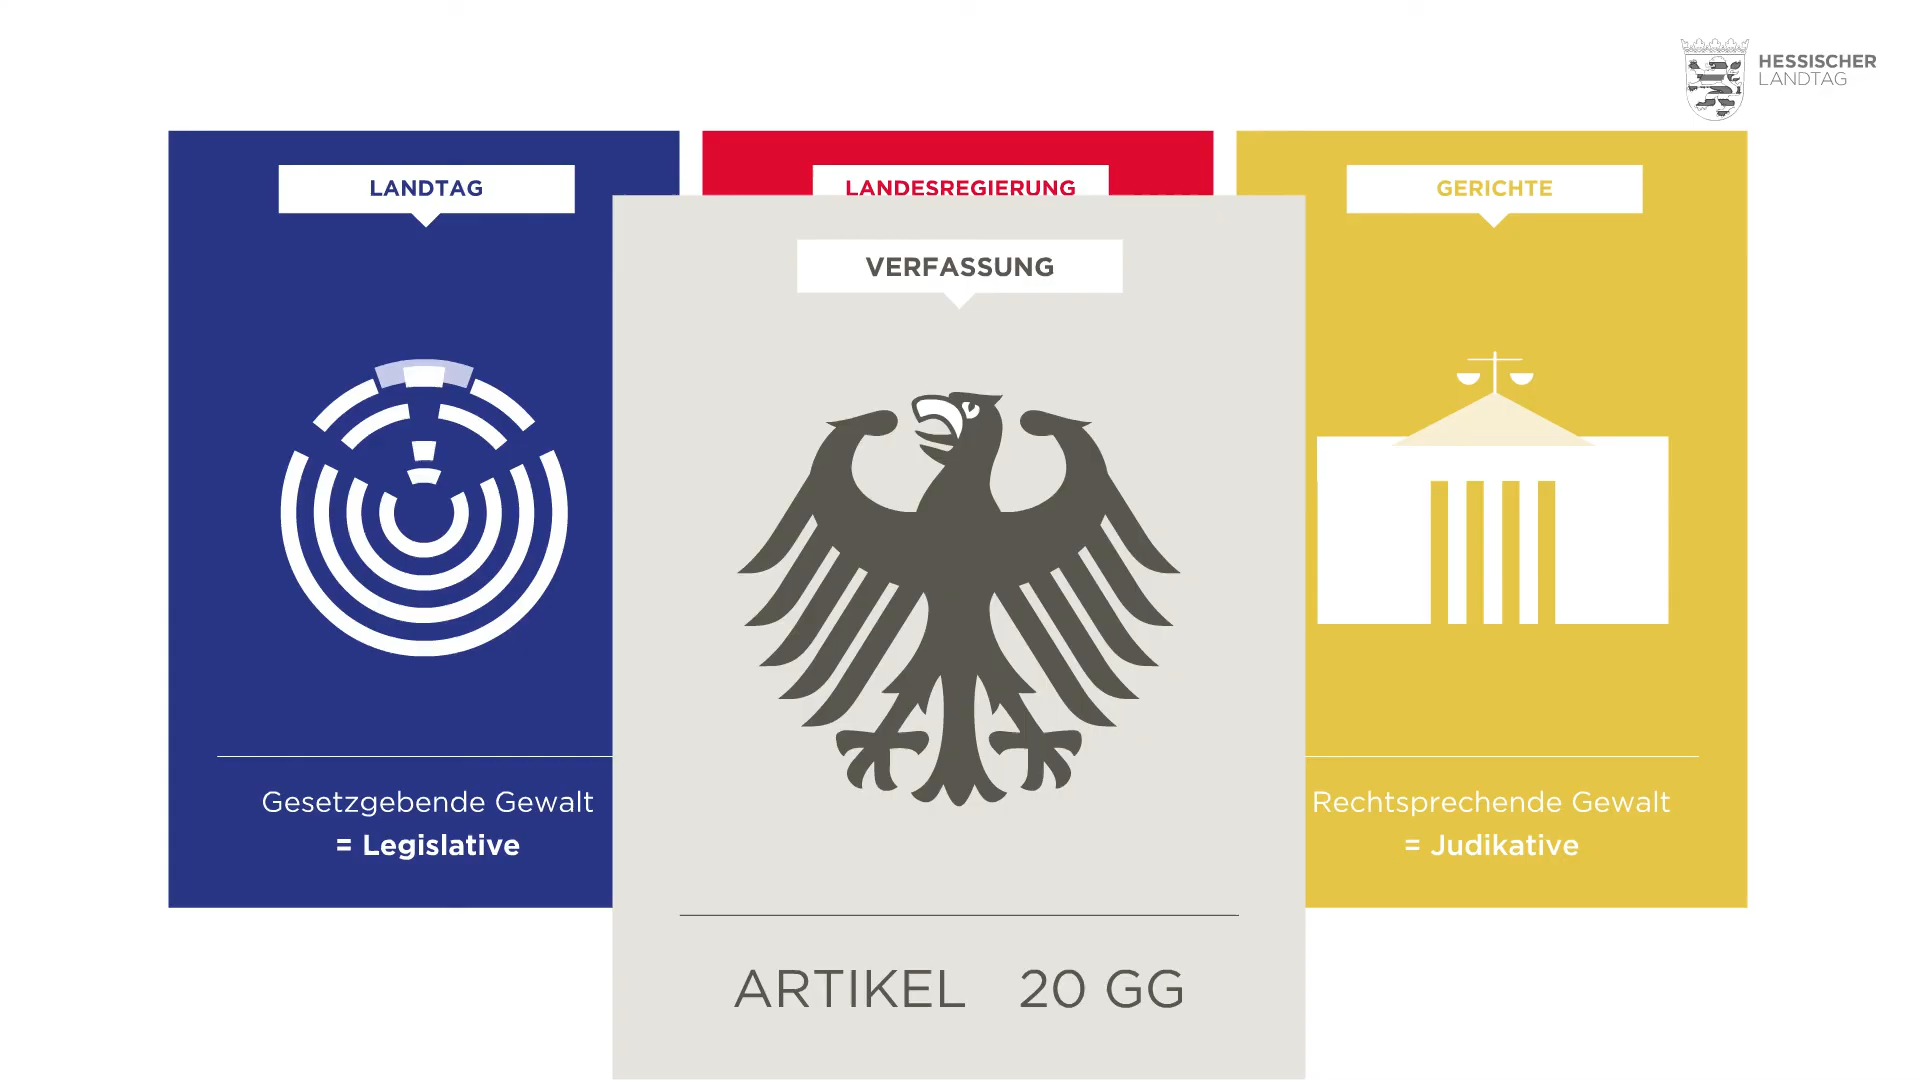 HESSISCHER
LANDTAG
LANDTAG
LANDESREGIERUNG
GERICHTE
VERFASSUNG
Gesetzgebende Gewalt
= Legislative
Rechtsprechende Gewalt
= Judikative
ARTIKEL 20 GG